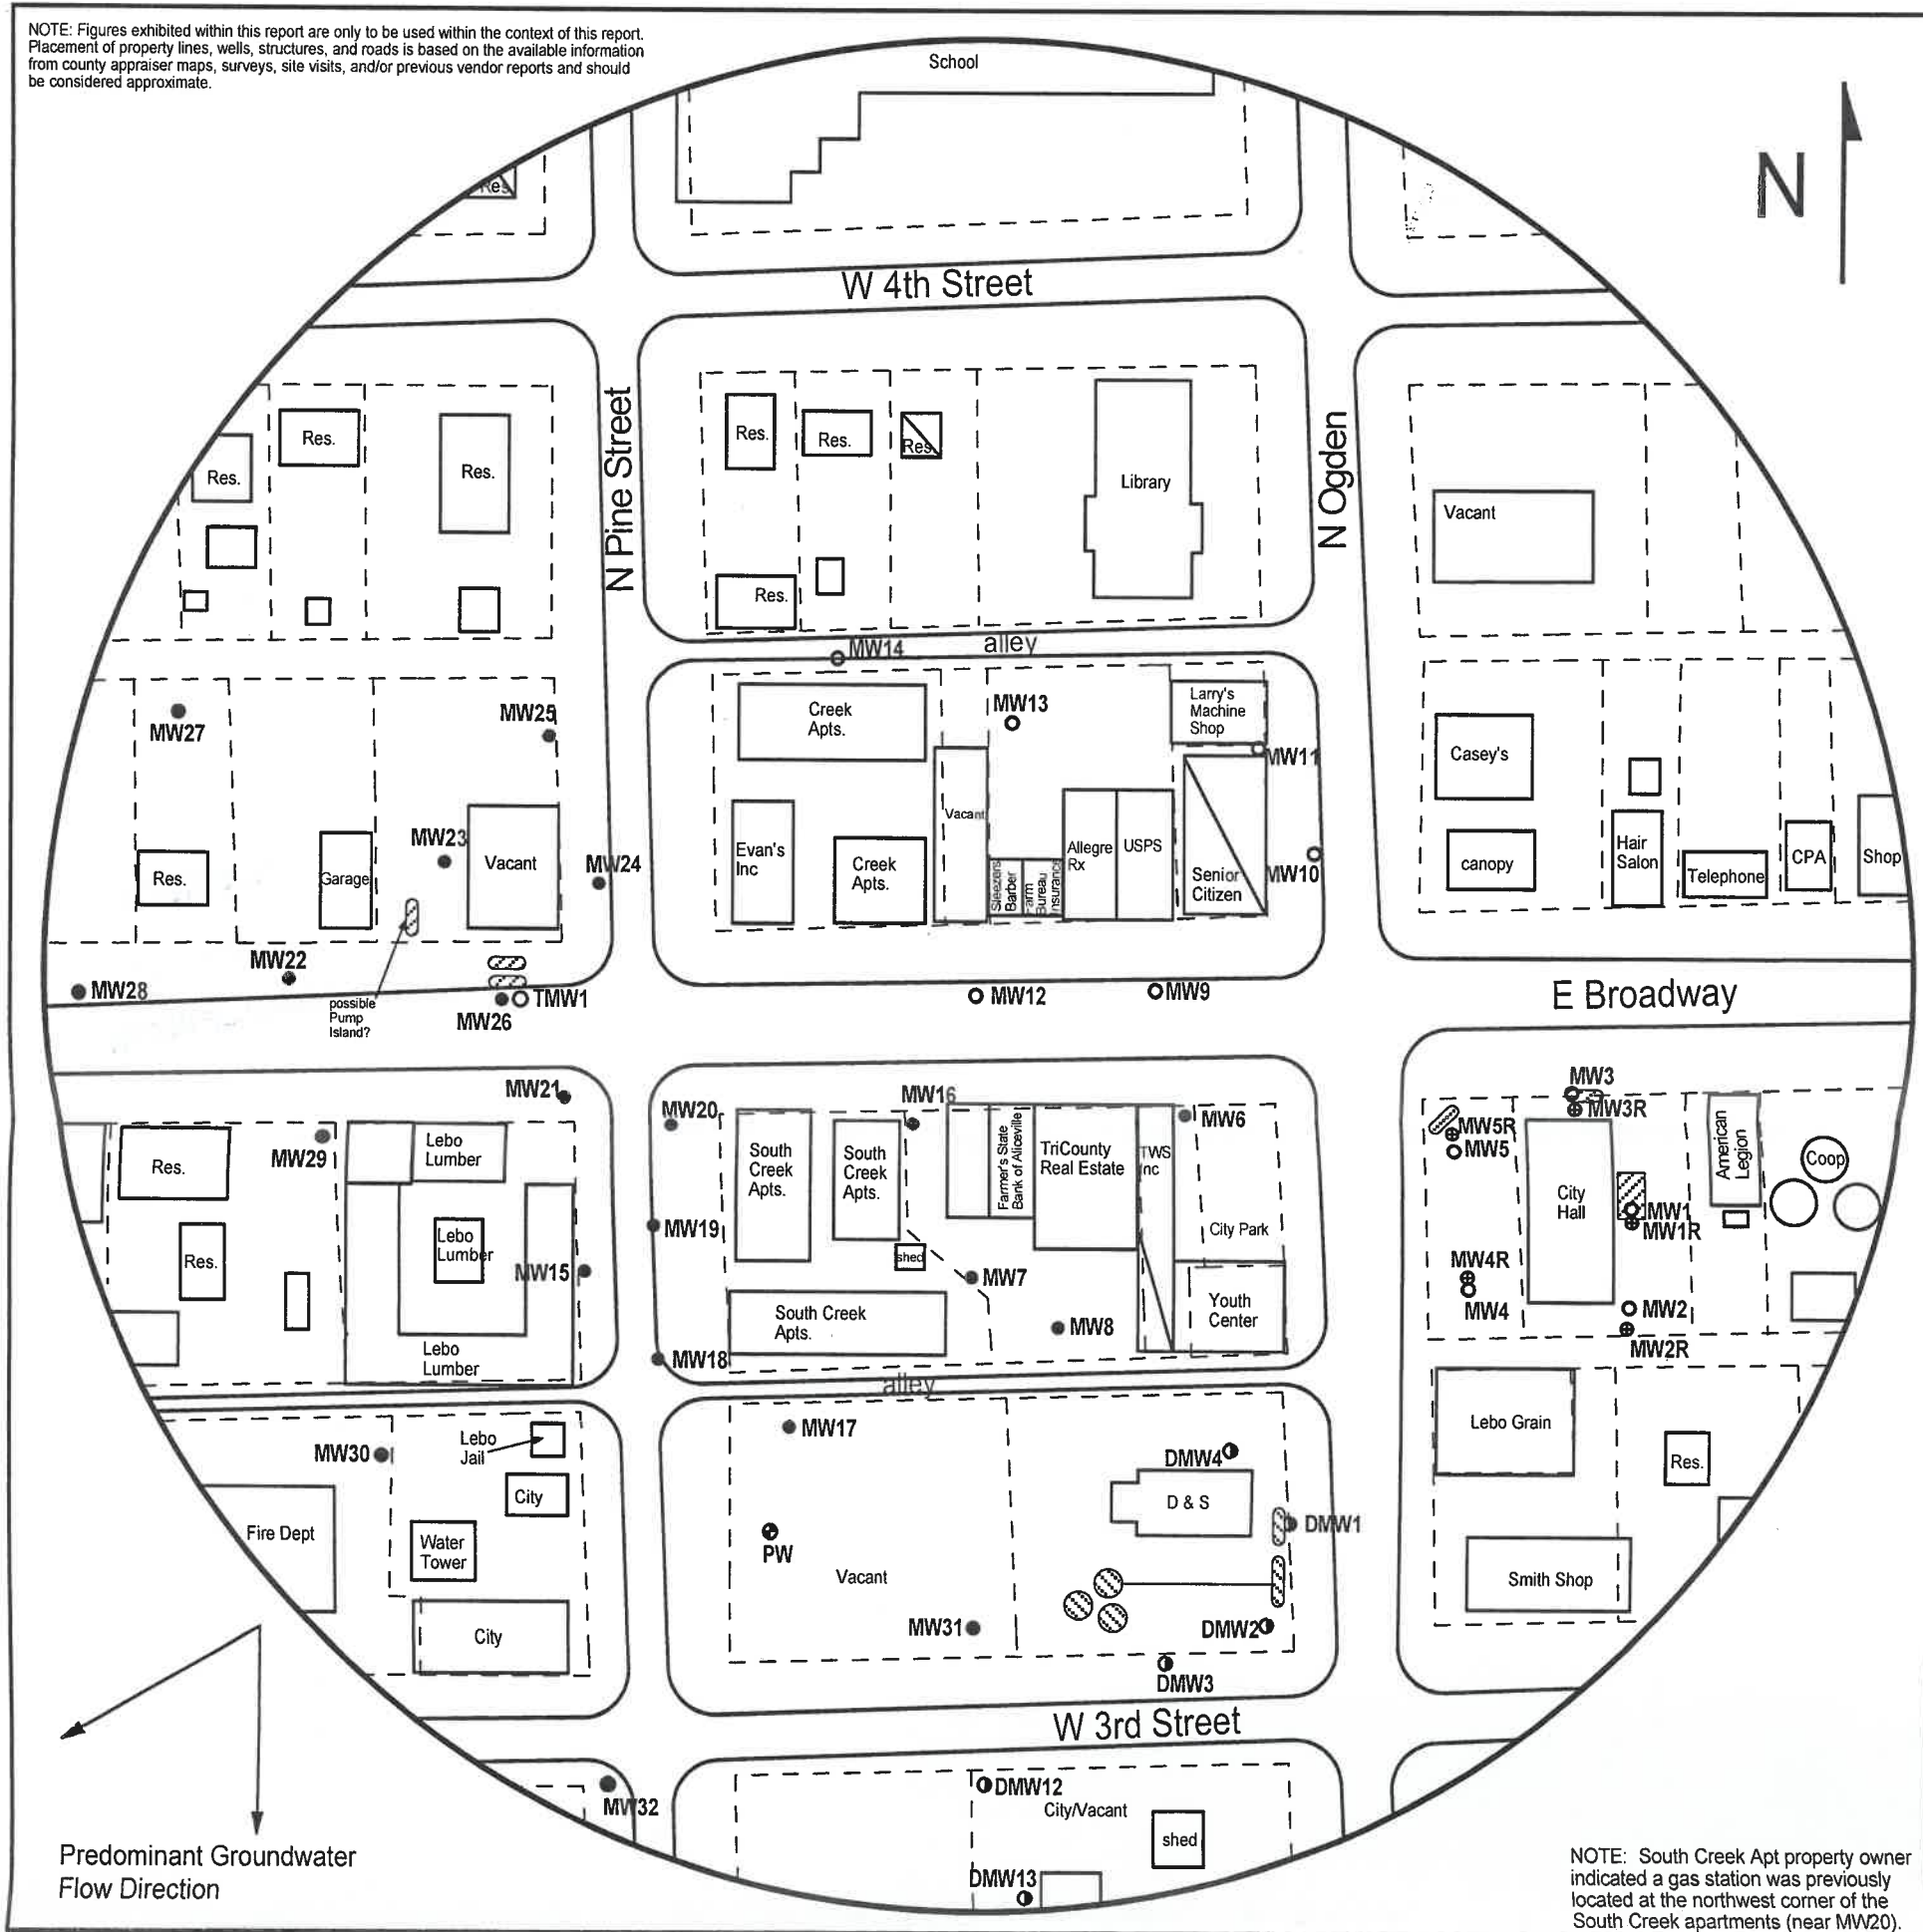 NOTE: Figures exhibited within this report are only to be used within the context of this report.
Placement of property lines, wells, structures, and roads is based on the available information
from county appraiser maps, surveys, site visits, and/or previous vendor reports and should
be considered approximate.
School
N
Res
W 4th Street
N Pine Street
N Ogden
Res.
Res.
Res.
Res.
Res.
Res.
Library
Vacant
Res.
alley
MW14
MW27
MW25
Creek
Apts.
MW13
Larry's
Machine
Shop
MW11
Casey's
MW23
Vacant
MW24
Res.
Garage
Evan's
Inc
Creek
Apts.
Vacant
Sleezers
Barber
Farm
Bureau
Insurance
Allegre
Rx
USPS
Senior
Citizen
MW10
canopy
Hair
Salon
Telephone
CPA
Shop
MW22
MW28
possible
Pump
Island?
MW26
TMW1
MW12
MW9
E Broadway
MW21
MW20
MW16
MW6
MW3
MW3R
MW5R
MW5
MW29
Res.
Lebo
Lumber
South
Creek
Apts.
South
Creek
Apts.
Farmer's State
Bank of Aliceville
TriCounty
Real Estate
TWS
Inc
City Park
City
Hall
American
Legion
Coop
MW1
MW1R
MW19
Res.
Lebo
Lumber
MW15
shed
MW7
MW4R
MW4
MW2
MW2R
South Creek
Apts.
MW8
Youth
Center
Lebo
Lumber
MW18
alley
MW17
Lebo
Jail
MW30
DMW4
Lebo Grain
Res.
City
D & S
Fire Dept
Water
Tower
PW
DMW1
Vacant
Smith Shop
City
MW31
DMW2
DMW3
W 3rd Street
MW32
DMW12
City/Vacant
shed
DMW13
Predominant Groundwater
Flow Direction
NOTE: South Creek Apt property owner
indicated a gas station was previously
located at the northwest corner of the
South Creek apartments (near MW20).